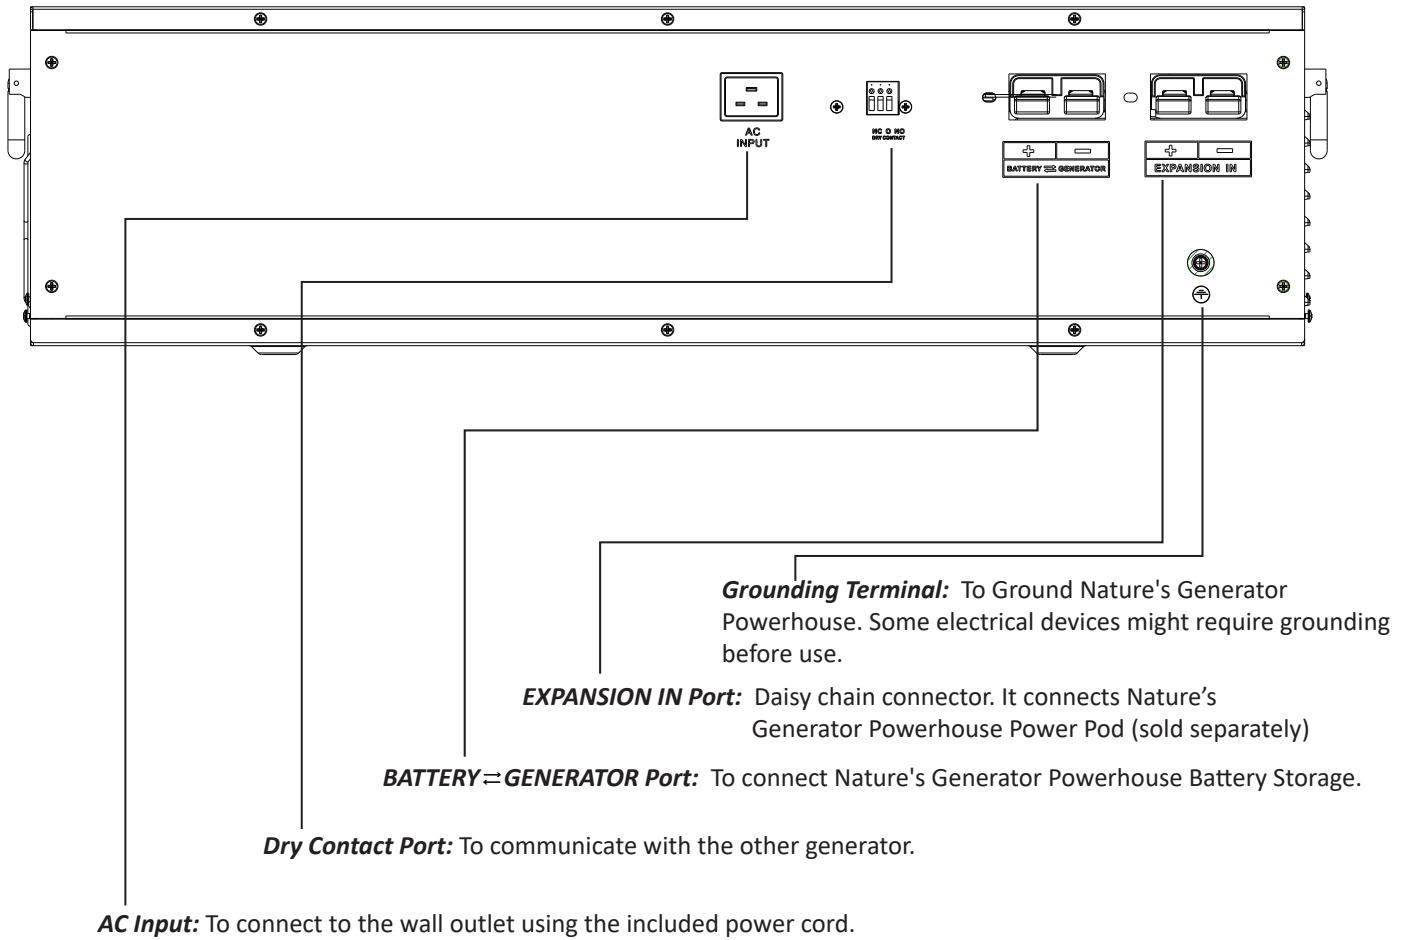 AC
INPUT
NC O NO
DRY CONTACT
+ −
BATTERY ⇄ GENERATOR
+ −
EXPANSION IN
Grounding Terminal: To Ground Nature's Generator
Powerhouse. Some electrical devices might require grounding
before use.
EXPANSION IN Port: Daisy chain connector. It connects Nature’s
Generator Powerhouse Power Pod (sold separately)
BATTERY⇄GENERATOR Port: To connect Nature's Generator Powerhouse Battery Storage.
Dry Contact Port: To communicate with the other generator.
AC Input: To connect to the wall outlet using the included power cord.